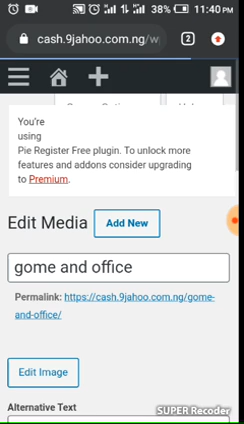 38% 11:40 PM
cash.9jahoo.com.ng/w
2
You're
using
Pie Register Free plugin. To unlock more
features and addons consider upgrading
to Premium.
Edit Media
Add New
gome and office
Permalink: https://cash.9jahoo.com.ng/gome-
and-office/
Edit Image
Alternative Text
SUPER Recoder